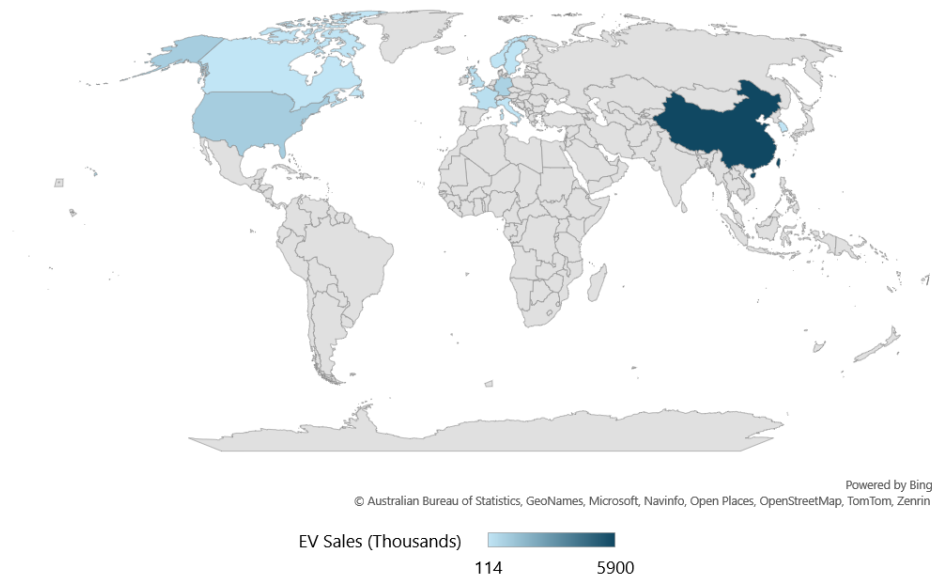 Powered by Bing
© Australian Bureau of Statistics, GeoNames, Microsoft, Navinfo, Open Places, OpenStreetMap, TomTom, Zenrin
EV Sales (Thousands)
114 5900